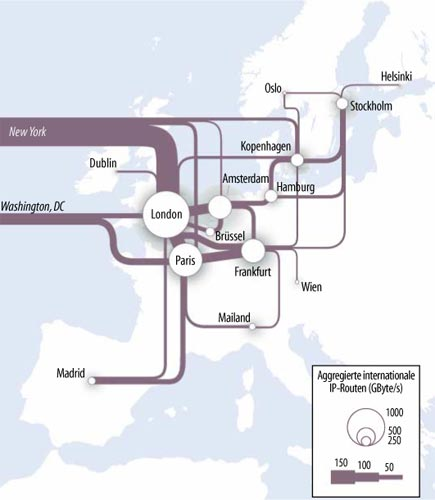 Helsinki
Oslo
Stockholm
New York
Kopenhagen
Dublin
Amsterdam
Hamburg
Washington, DC
London
Brüssel
Paris
Frankfurt
Wien
Mailand
Madrid
Aggregierte internationale
IP-Routen (GByte/s)
1000
500
250
150 100 50